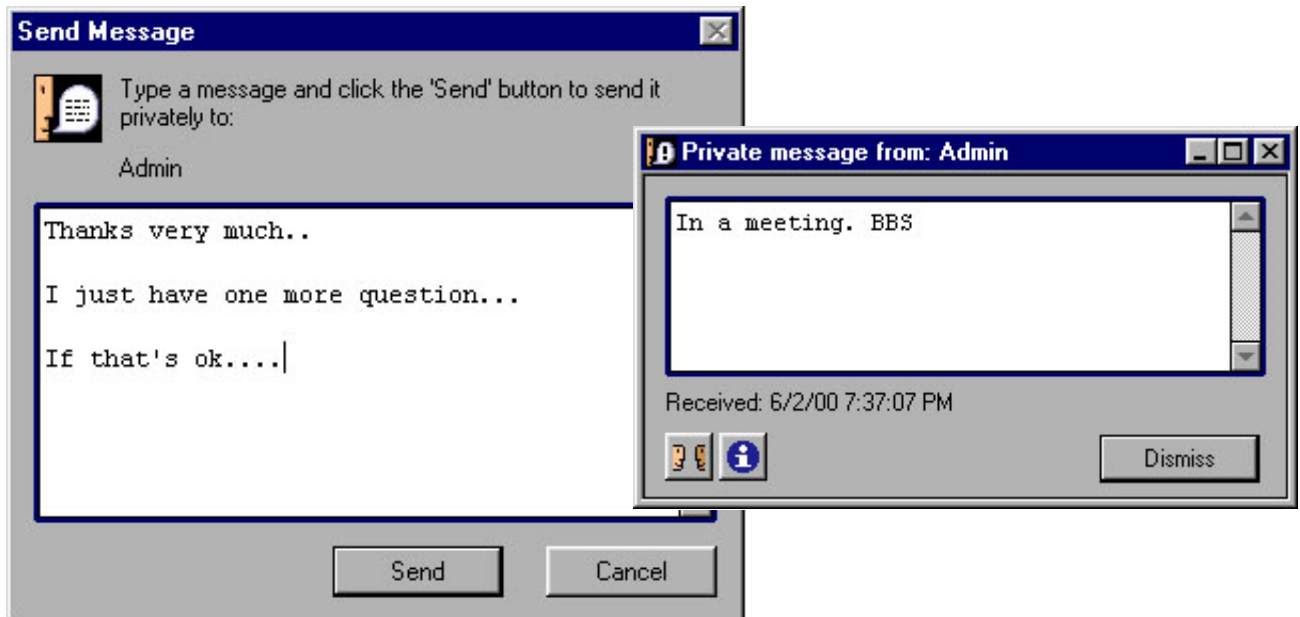 Send Message
Type a message and click the 'Send' button to send it
privately to:
Admin
Thanks very much..
I just have one more question...
If that's ok....
Send
Cancel
Private message from: Admin
In a meeting. BBS
Received: 6/2/00 7:37:07 PM
Dismiss